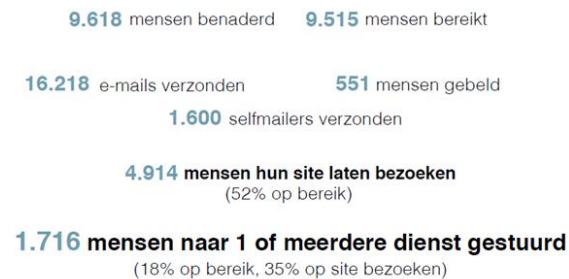 9.618 mensen benaderd 9.515 mensen bereikt
16.218 e-mails verzonden 551 mensen gebeld
1.600 selfmailers verzonden
4.914 mensen hun site laten bezoeken
(52% op bereik)
1.716 mensen naar 1 of meerdere dienst gestuurd
(18% op bereik, 35% op site bezoeken)